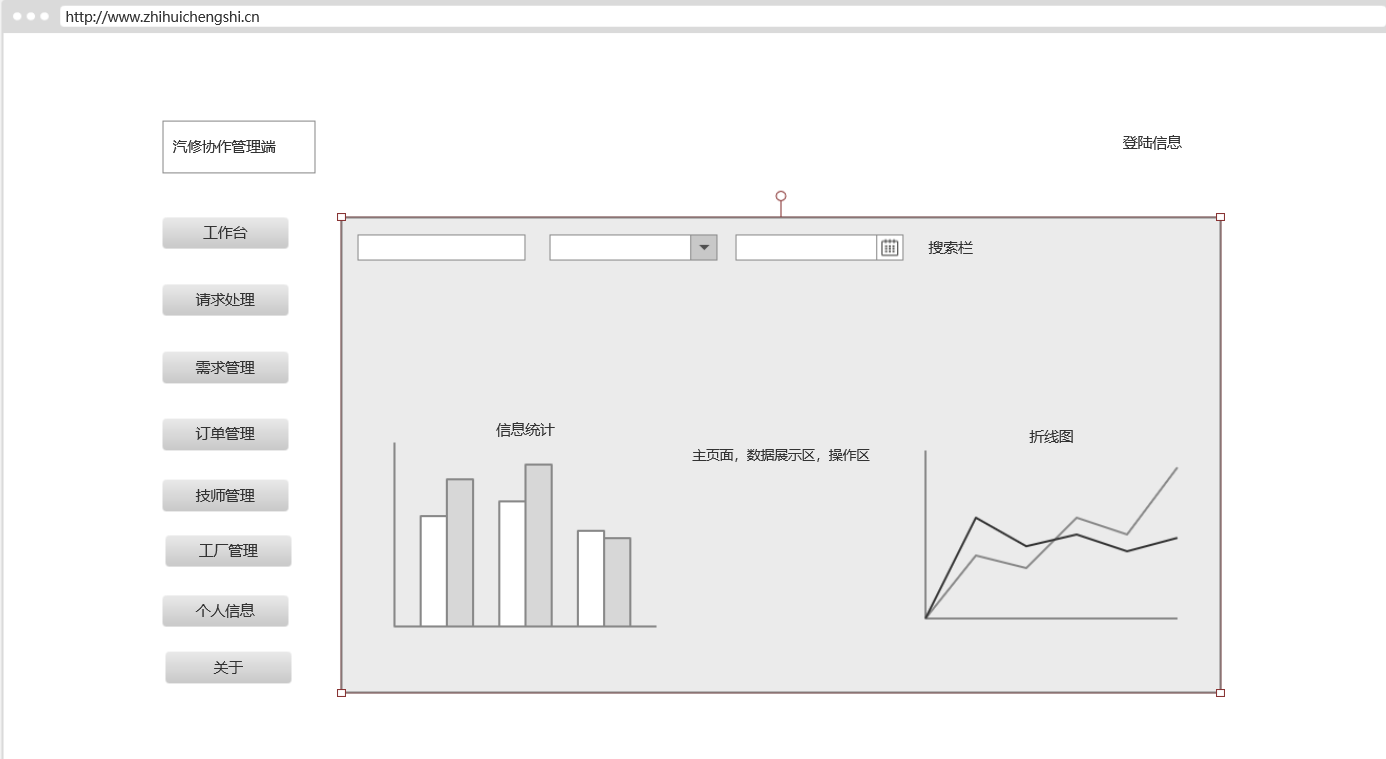 http://www.zhihuichengshi.cn
汽修协作管理端
登陆信息
工作台
搜索栏
请求处理
需求管理
订单管理
信息统计
折线图
主页面，数据展示区，操作区
技师管理
工厂管理
个人信息
关于